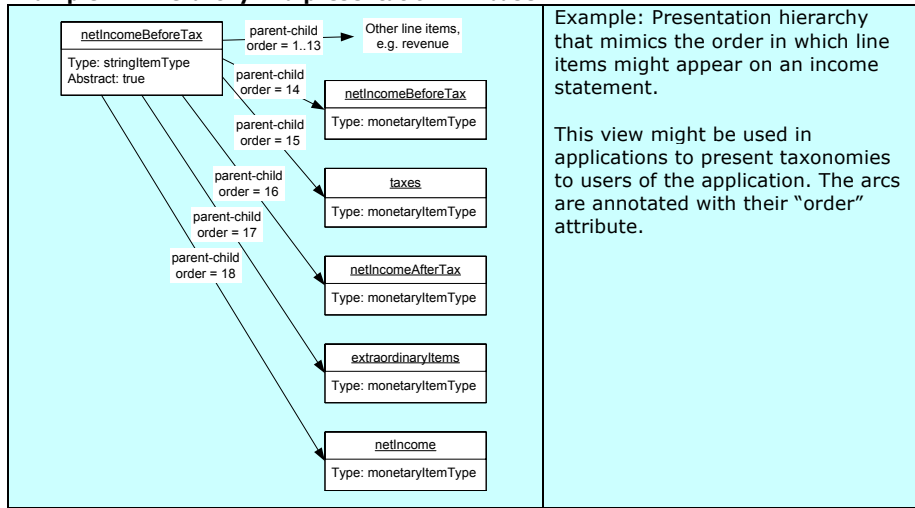 netIncomeBeforeTax
Type: stringItemType
Abstract: true
parent-child
order = 1..13
Other line items,
e.g. revenue
parent-child
order = 14
netIncomeBeforeTax
Type: monetaryItemType
parent-child
order = 15
taxes
Type: monetaryItemType
parent-child
order = 16
netIncomeAfterTax
Type: monetaryItemType
parent-child
order = 17
extraordinaryItems
Type: monetaryItemType
parent-child
order = 18
netIncome
Type: monetaryItemType
Example: Presentation hierarchy
that mimics the order in which line
items might appear on an income
statement.
This view might be used in
applications to present taxonomies
to users of the application. The arcs
are annotated with their “order”
attribute.